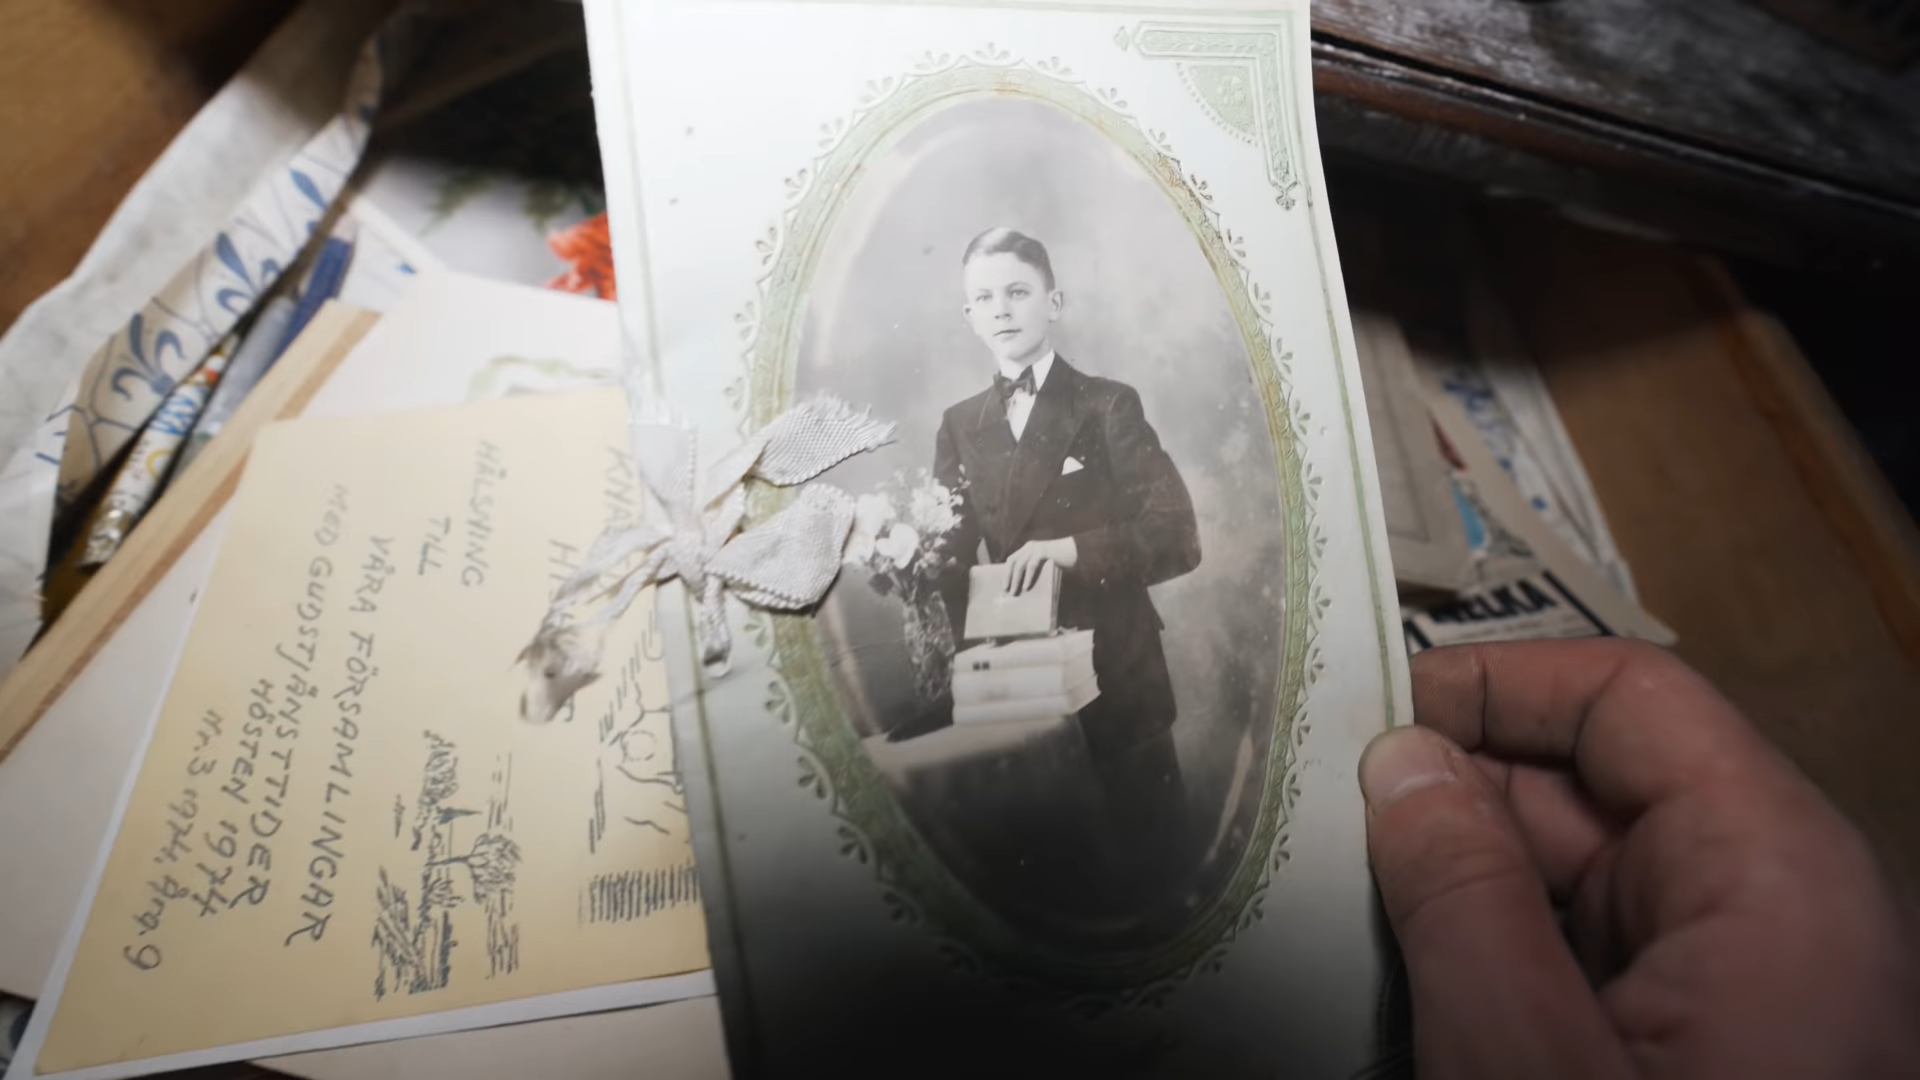 HÄLSNING
TILL
VÅRA FÖRSAMLINGAR
MED GUDSTJÄNSTTIDER
HÖSTEN 1974
Nr.3 1974. Årg.9